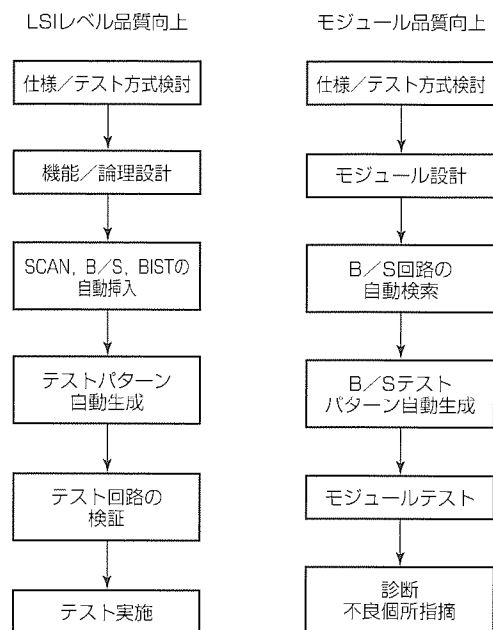 LSIレベル品質向上
仕様／テスト方式検討
機能／論理設計
SCAN, B／S, BISTの
自動挿入
テストパターン
自動生成
テスト回路の
検証
テスト実施
モジュール品質向上
仕様／テスト方式検討
モジュール設計
B／S回路の
自動検索
B／Sテスト
パターン自動生成
モジュールテスト
診断
不良個所指摘